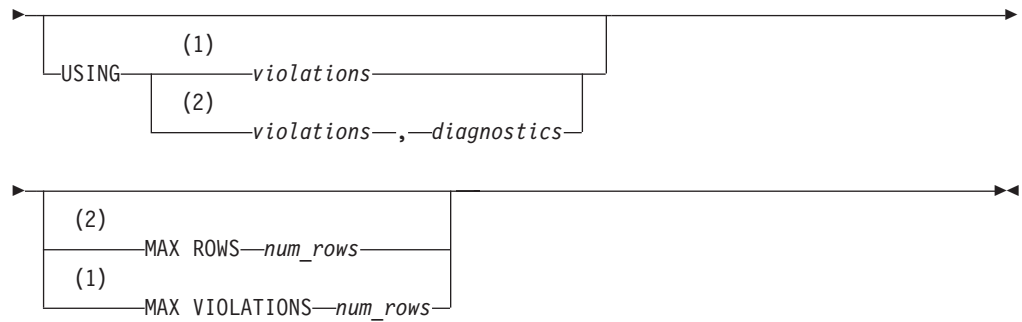 (1)
USING violations
(2)
violations , diagnostics
(2)
MAX ROWS num_rows
(1)
MAX VIOLATIONS num_rows